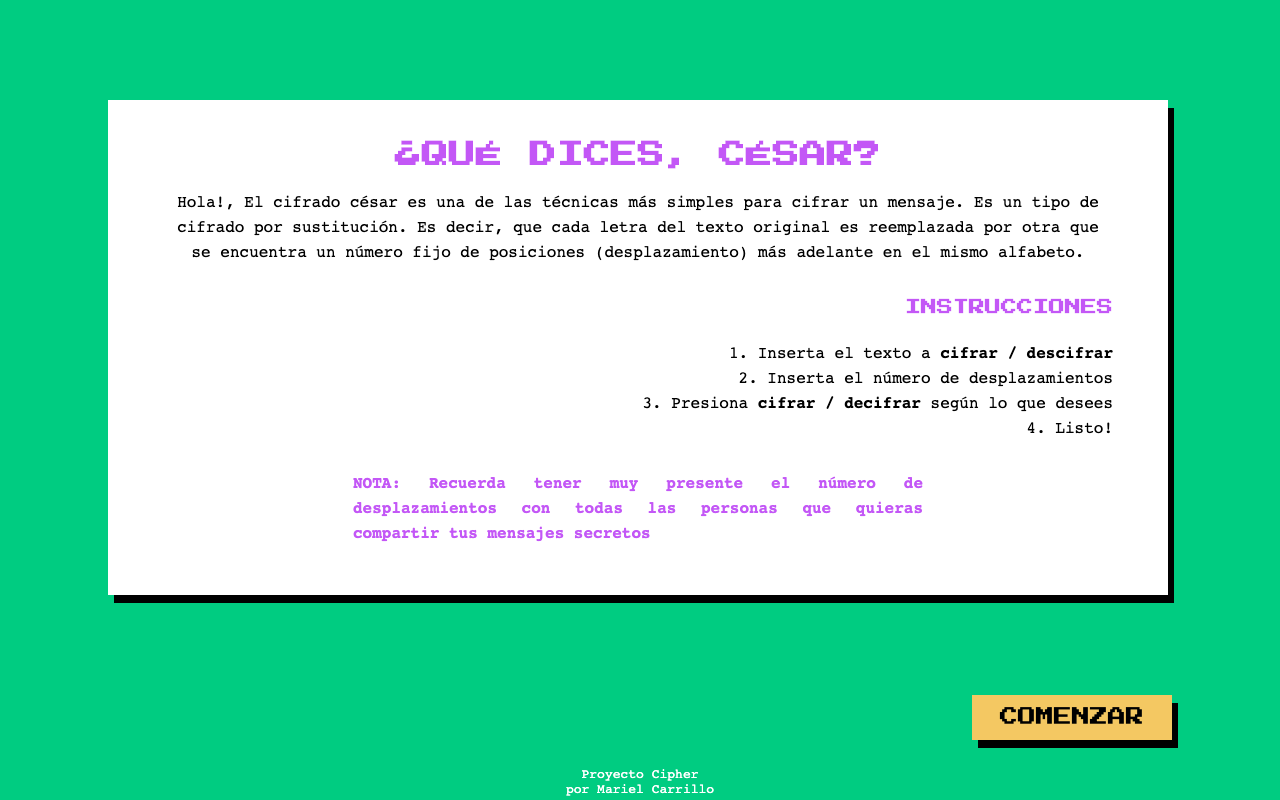 ¿QUÉ DICES, CÉSAR?
Hola!, El cifrado césar es una de las técnicas más simples para cifrar un mensaje. Es un tipo de
cifrado por sustitución. Es decir, que cada letra del texto original es reemplazada por otra que
se encuentra un número fijo de posiciones (desplazamiento) más adelante en el mismo alfabeto.
INSTRUCCIONES
1. Inserta el texto a cifrar / descifrar
2. Inserta el número de desplazamientos
3. Presiona cifrar / decifrar según lo que desees
4. Listo!
NOTA: Recuerda tener muy presente el número de
desplazamientos con todas las personas que quieras
compartir tus mensajes secretos
COMENZAR
Proyecto Cipher
por Mariel Carrillo